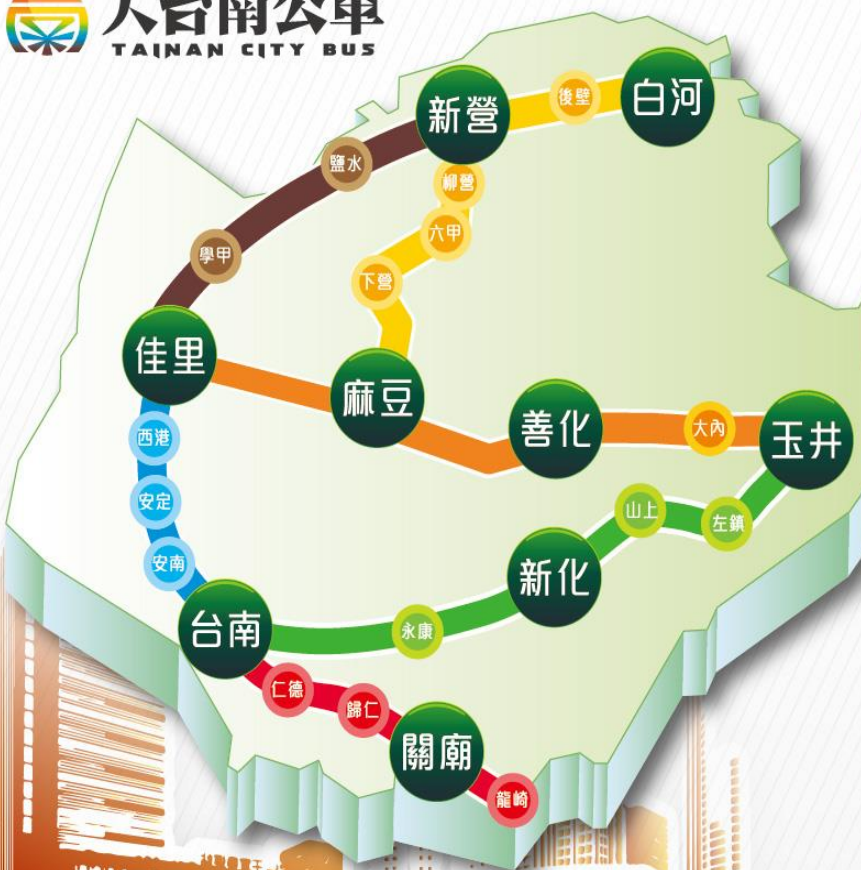 大台南公車
TAINAN CITY BUS
新營
後壁
白河
鹽水
柳營
六甲
學甲
下營
佳里
麻豆
善化
大內
玉井
西港
安定
山上
左鎮
安南
新化
台南
永康
仁德
歸仁
關廟
龍崎